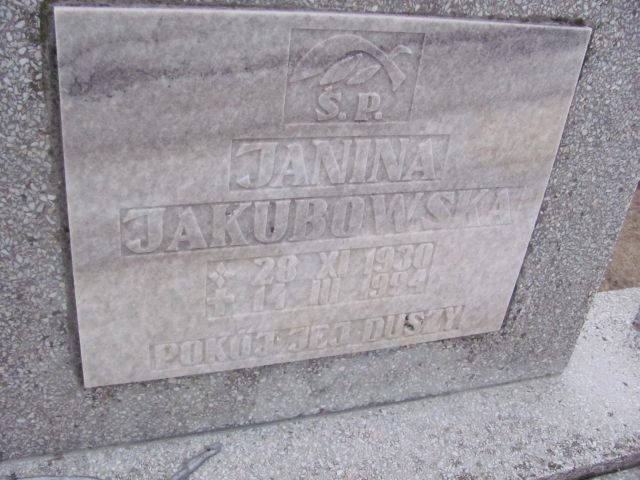 Ś.P.
JANINA
JAKUBOWSKA
* 28 XI 1930
† 14 III 1994
POKÓJ JEJ DUSZY